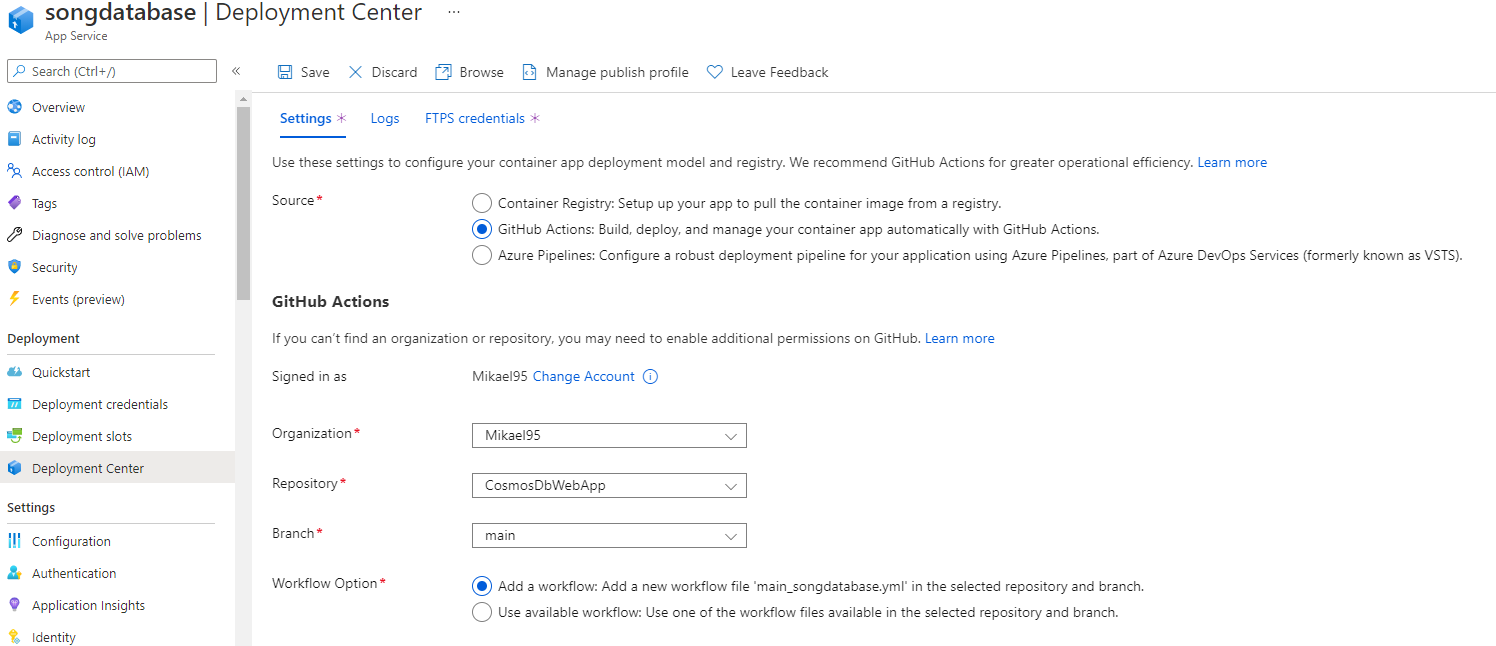 songdatabase | Deployment Center ...
App Service
Search (Ctrl+/) «
Overview
Activity log
Access control (IAM)
Tags
Diagnose and solve problems
Security
Events (preview)
Deployment
Quickstart
Deployment credentials
Deployment slots
Deployment Center
Settings
Configuration
Authentication
Application Insights
Identity
Save Discard Browse Manage publish profile Leave Feedback
Settings * Logs FTPS credentials *
Use these settings to configure your container app deployment model and registry. We recommend GitHub Actions for greater operational efficiency. Learn more
Source*
Container Registry: Setup up your app to pull the container image from a registry.
GitHub Actions: Build, deploy, and manage your container app automatically with GitHub Actions.
Azure Pipelines: Configure a robust deployment pipeline for your application using Azure Pipelines, part of Azure DevOps Services (formerly known as VSTS).
GitHub Actions
If you can't find an organization or repository, you may need to enable additional permissions on GitHub. Learn more
Signed in as Mikael95 Change Account
Organization* Mikael95
Repository* CosmosDbWebApp
Branch* main
Workflow Option*
Add a workflow: Add a new workflow file 'main_songdatabase.yml' in the selected repository and branch.
Use available workflow: Use one of the workflow files available in the selected repository and branch.